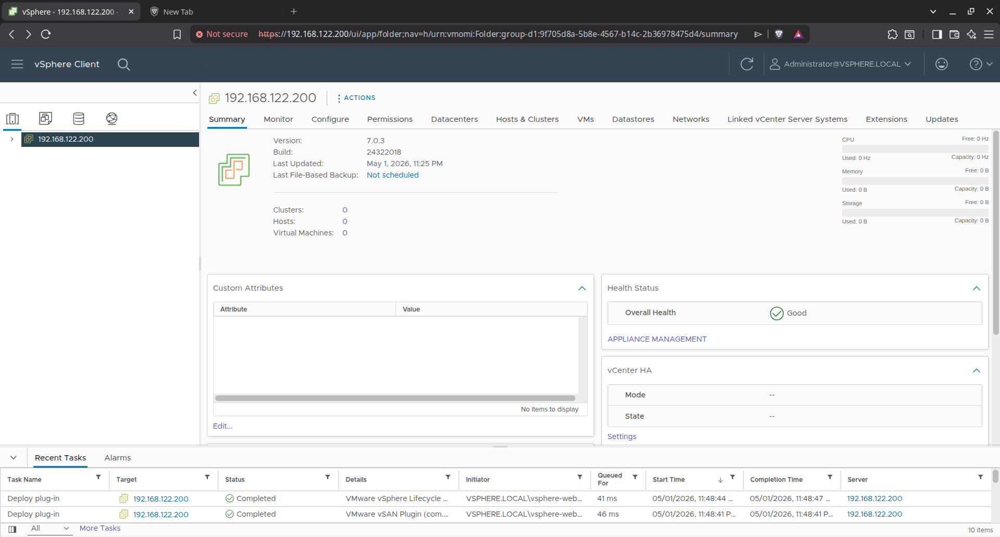 vSphere - 192.168.122.200 -
New Tab
Not secure https://192.168.122.200/ui/app/folder;nav=h/urn:vmomi:Folder:group-d1:9f705d8a-5b8e-4567-b14c-2b36978475d4/summary
vSphere Client
Administrator@VSPHERE.LOCAL
192.168.122.200
192.168.122.200 ACTIONS
Summary Monitor Configure Permissions Datacenters Hosts & Clusters VMs Datastores Networks Linked vCenter Server Systems Extensions Updates
Version: 7.0.3
Build: 24322018
Last Updated: May 1, 2026, 11:25 PM
Last File-Based Backup: Not scheduled
Clusters: 0
Hosts: 0
Virtual Machines: 0
CPU Free: 0 Hz
Used: 0 Hz Capacity: 0 Hz
Memory Free: 0 B
Used: 0 B Capacity: 0 B
Storage Free: 0 B
Used: 0 B Capacity: 0 B
Custom Attributes
Attribute Value
No items to display
Edit...
Health Status
Overall Health Good
APPLIANCE MANAGEMENT
vCenter HA
Mode --
State --
Settings
Recent Tasks Alarms
Task Name Target Status Details Initiator Queued For Start Time Completion Time Server
Deploy plug-in 192.168.122.200 Completed VMware vSphere Lifecycle ... VSPHERE.LOCAL\vsphere-web... 41 ms 05/01/2026, 11:48:44 ... 05/01/2026, 11:48:47 ... 192.168.122.200
Deploy plug-in 192.168.122.200 Completed VMware vSAN Plugin (com.... VSPHERE.LOCAL\vsphere-web... 46 ms 05/01/2026, 11:48:41 P... 05/01/2026, 11:48:41 P... 192.168.122.200
All More Tasks
10 items